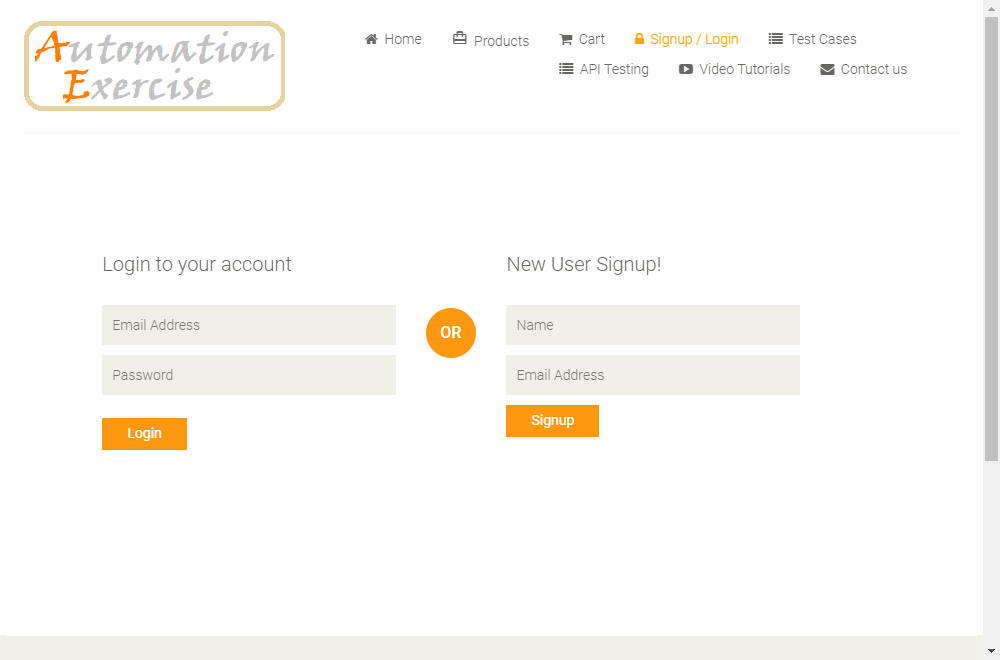 Automation
Exercise
Home Products Cart Signup / Login Test Cases
API Testing Video Tutorials Contact us
Login to your account
Email Address
Password
Login
OR
New User Signup!
Name
Email Address
Signup